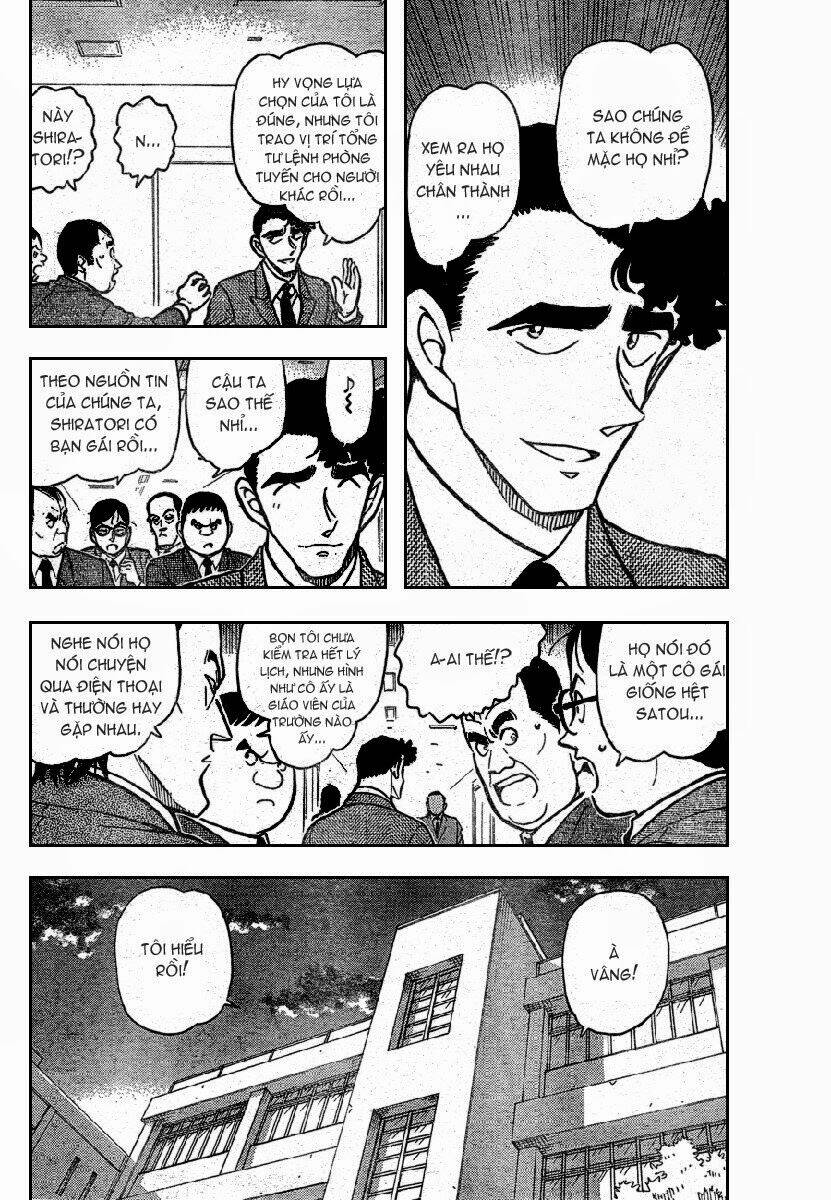 SAO CHÚNG
TA KHÔNG ĐỂ
MẶC HỌ NHỈ?
XEM RA HỌ
YÊU NHAU
CHÂN THÀNH
...
HY VỌNG LỰA
CHỌN CỦA TÔI LÀ
ĐÚNG, NHƯNG TÔI
TRAO VỊ TRÍ TỔNG
TƯ LỆNH PHÒNG
TUYẾN CHO NGƯỜI
KHÁC RỒI...
N...
NÀY
SHIRA-
TORI!?
CẬU TA
SAO THẾ
NHỈ...
THEO NGUỒN TIN
CỦA CHÚNG TA,
SHIRATORI CÓ
BẠN GÁI RỒI...
HỌ NÓI ĐÓ
LÀ MỘT CÔ GÁI
GIỐNG HỆT
SATOU...
A-AI THẾ!?
BỌN TÔI CHƯA
KIỂM TRA HẾT LÝ
LỊCH, NHƯNG HÌNH
NHƯ CÔ ẤY LÀ
GIÁO VIÊN CỦA
TRƯỜNG NÀO
ẤY...
NGHE NÓI HỌ
NÓI CHUYỆN
QUA ĐIỆN THOẠI
VÀ THƯỜNG HAY
GẶP NHAU.
À
VÂNG!
TÔI HIỂU
RỒI!